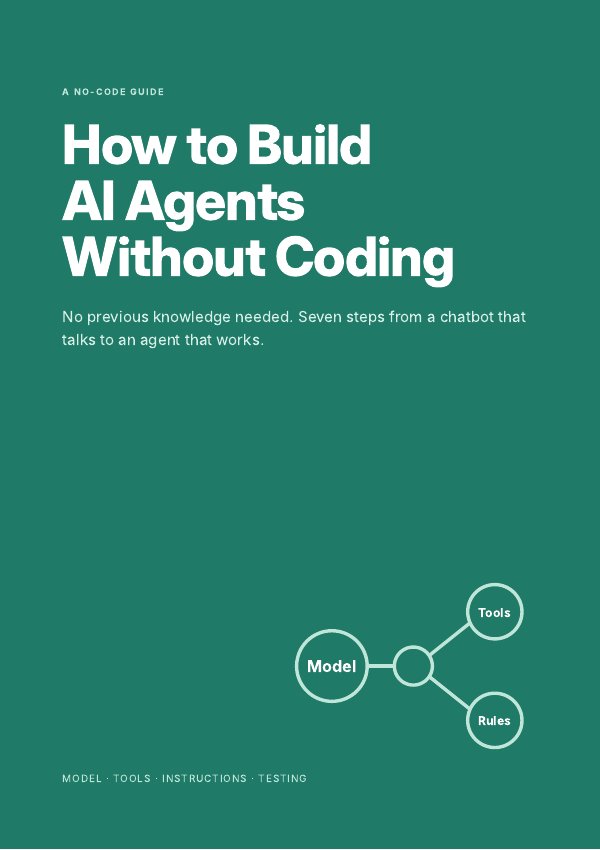 A NO-CODE GUIDE
How to Build
AI Agents
Without Coding
No previous knowledge needed. Seven steps from a chatbot that
talks to an agent that works.
Tools
Model
Rules
MODEL · TOOLS · INSTRUCTIONS · TESTING